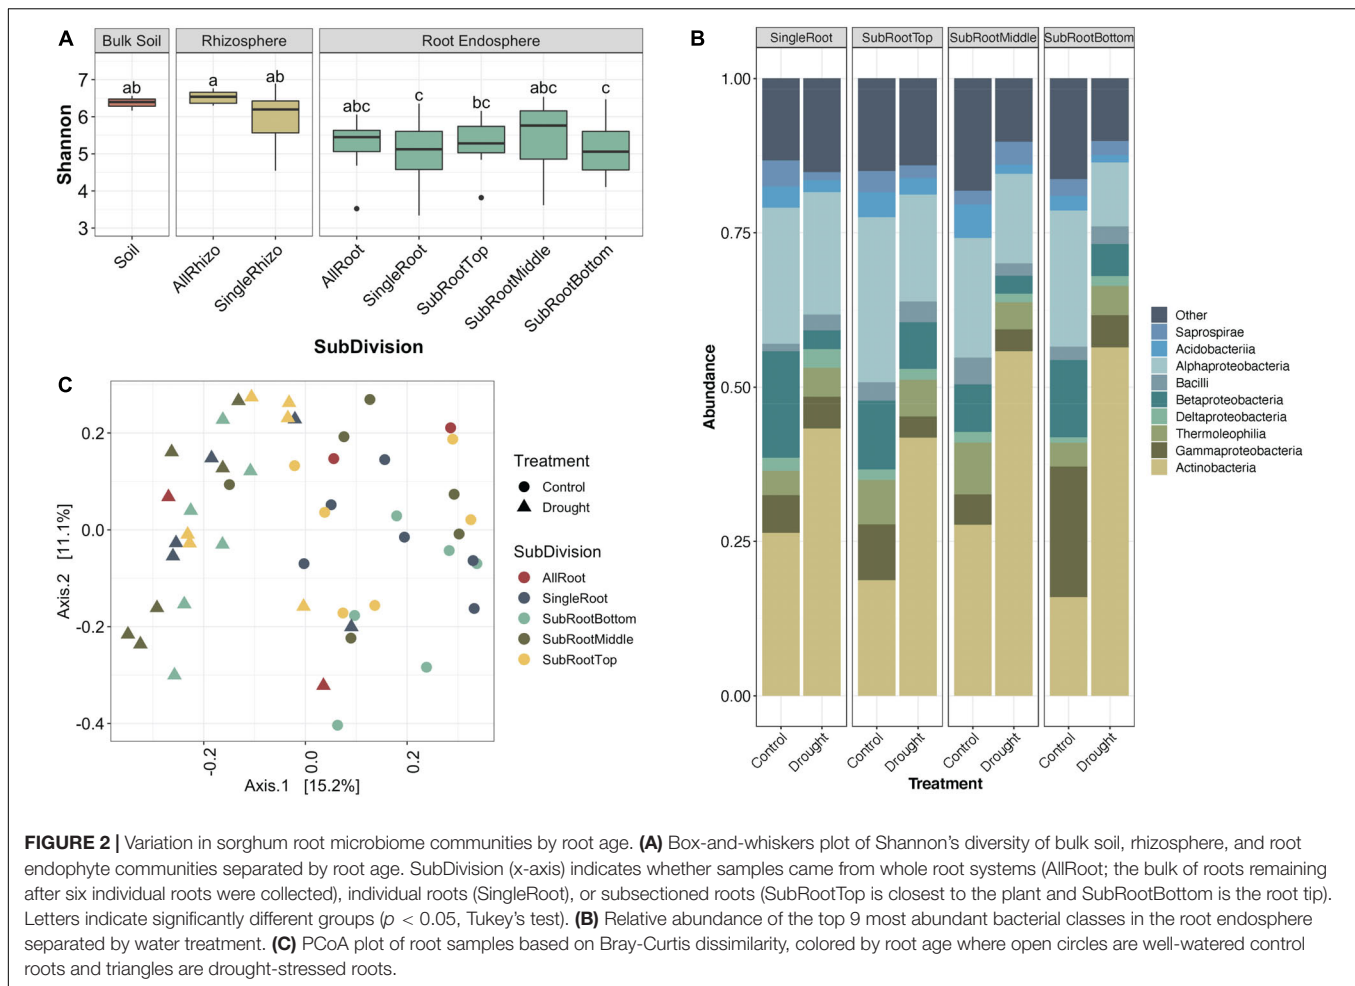 A
Bulk Soil
Rhizosphere
Root Endosphere
Shannon
7
6
5
4
3
ab
a
ab
abc
c
bc
abc
c
Soil
AllRhizo
SingleRhizo
AllRoot
SingleRoot
SubRootTop
SubRootMiddle
SubRootBottom
SubDivision
B
SingleRoot
SubRootTop
SubRootMiddle
SubRootBottom
Abundance
1.00
0.75
0.50
0.25
0.00
Control
Drought
Control
Drought
Control
Drought
Control
Drought
Treatment
Other
Saprospirae
Acidobacteriia
Alphaproteobacteria
Bacilli
Betaproteobacteria
Deltaproteobacteria
Thermoleophilia
Gammaproteobacteria
Actinobacteria
C
Axis.2 [11.1%]
0.2
0.0
-0.2
-0.4
-0.2
0.0
0.2
Axis.1 [15.2%]
Treatment
Control
Drought
SubDivision
AllRoot
SingleRoot
SubRootBottom
SubRootMiddle
SubRootTop
FIGURE 2 | Variation in sorghum root microbiome communities by root age. (A) Box-and-whiskers plot of Shannon's diversity of bulk soil, rhizosphere, and root
endophyte communities separated by root age. SubDivision (x-axis) indicates whether samples came from whole root systems (AllRoot; the bulk of roots remaining
after six individual roots were collected), individual roots (SingleRoot), or subsectioned roots (SubRootTop is closest to the plant and SubRootBottom is the root tip).
Letters indicate significantly different groups (p < 0.05, Tukey's test). (B) Relative abundance of the top 9 most abundant bacterial classes in the root endosphere
separated by water treatment. (C) PCoA plot of root samples based on Bray-Curtis dissimilarity, colored by root age where open circles are well-watered control
roots and triangles are drought-stressed roots.